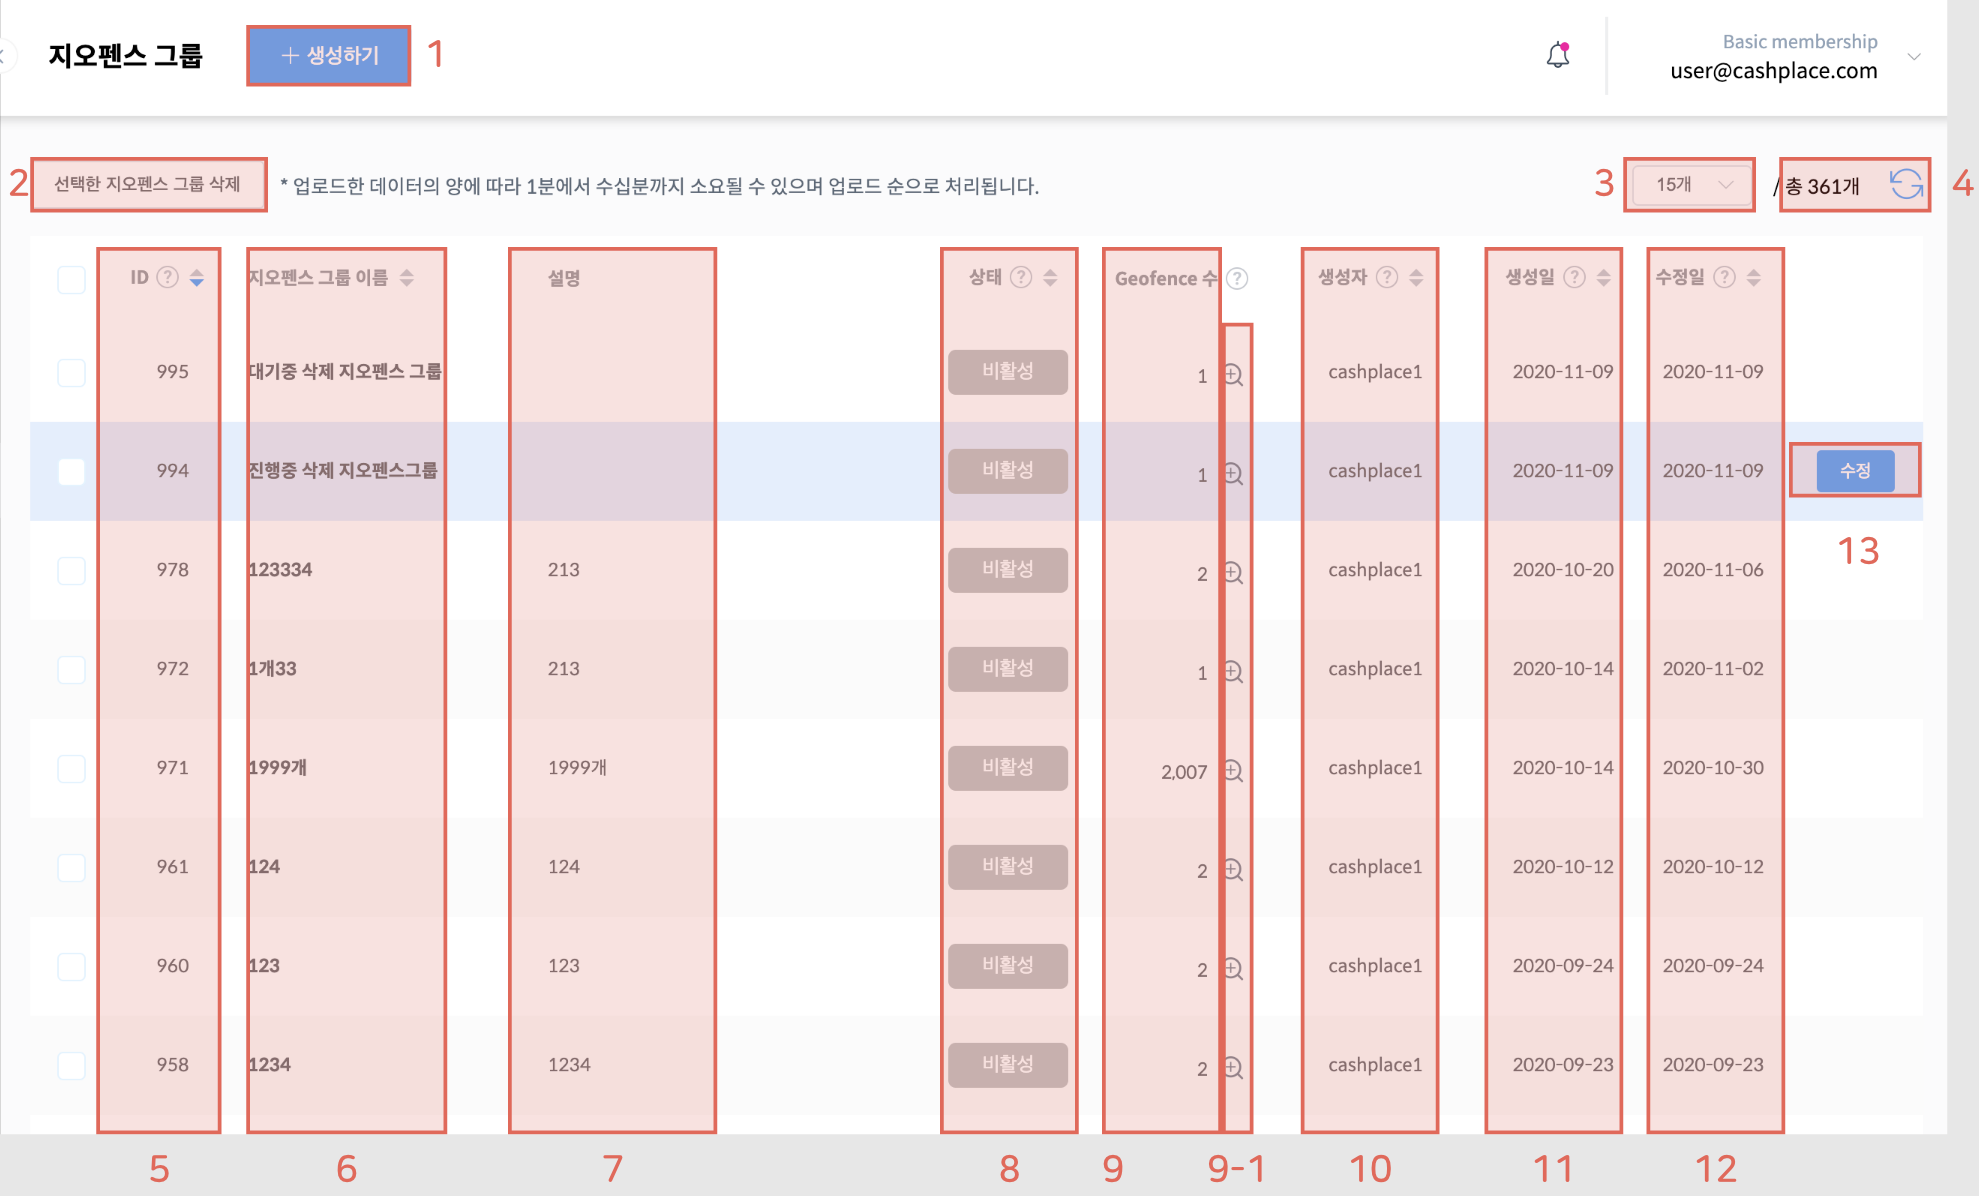 지오펜스 그룹
+ 생성하기
1
Basic membership
user@cashplace.com
2
선택한 지오펜스 그룹 삭제
* 업로드한 데이터의 양에 따라 1분에서 수십분까지 소요될 수 있으며 업로드 순으로 처리됩니다.
3
15개
/총 361개
4
ID ? 지오펜스 그룹 이름 설명 상태 ? Geofence 수 ? 생성자 ? 생성일 ? 수정일 ?
995 대기중 삭제 지오펜스 그룹 비활성 1 cashplace1 2020-11-09 2020-11-09
994 진행중 삭제 지오펜스그룹 비활성 1 cashplace1 2020-11-09 2020-11-09 수정
13
978 123334 213 비활성 2 cashplace1 2020-10-20 2020-11-06
972 1개33 213 비활성 1 cashplace1 2020-10-14 2020-11-02
971 1999개 1999개 비활성 2,007 cashplace1 2020-10-14 2020-10-30
961 124 124 비활성 2 cashplace1 2020-10-12 2020-10-12
960 123 123 비활성 2 cashplace1 2020-09-24 2020-09-24
958 1234 1234 비활성 2 cashplace1 2020-09-23 2020-09-23
5 6 7 8 9 9-1 10 11 12